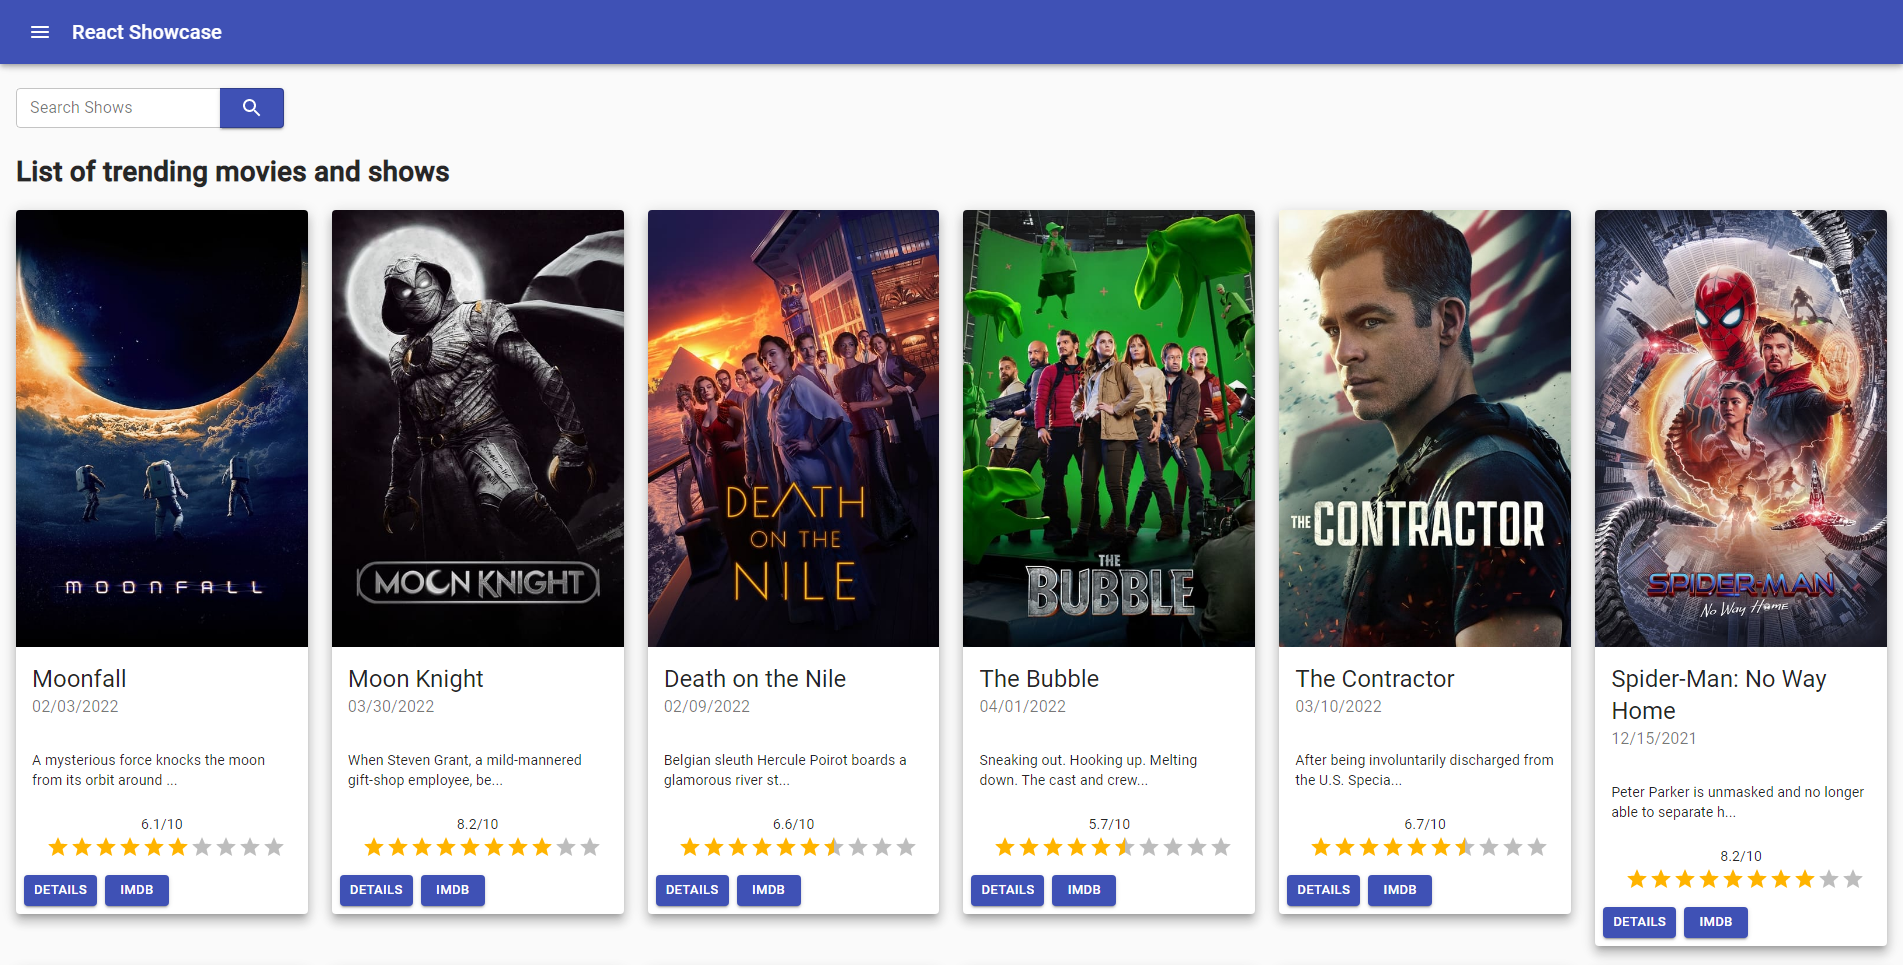 React Showcase
Search Shows
List of trending movies and shows
MOONFALL
Moonfall
02/03/2022
A mysterious force knocks the moon
from its orbit around ...
6.1/10
DETAILS
IMDB
MOON KNIGHT
Moon Knight
03/30/2022
When Steven Grant, a mild-mannered
gift-shop employee, be...
8.2/10
DETAILS
IMDB
DEATH
ON THE
NILE
Death on the Nile
02/09/2022
Belgian sleuth Hercule Poirot boards a
glamorous river st...
6.6/10
DETAILS
IMDB
THE
BUBBLE
The Bubble
04/01/2022
Sneaking out. Hooking up. Melting
down. The cast and crew...
5.7/10
DETAILS
IMDB
THE CONTRACTOR
The Contractor
03/10/2022
After being involuntarily discharged from
the U.S. Specia...
6.7/10
DETAILS
IMDB
SPIDER-MAN
No Way Home
Spider-Man: No Way
Home
12/15/2021
Peter Parker is unmasked and no longer
able to separate h...
8.2/10
DETAILS
IMDB